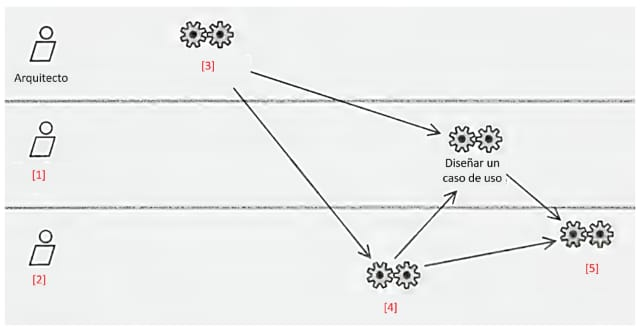 [3]
Arquitecto
[1]
Diseñar un
caso de uso
[2]
[5]
[4]